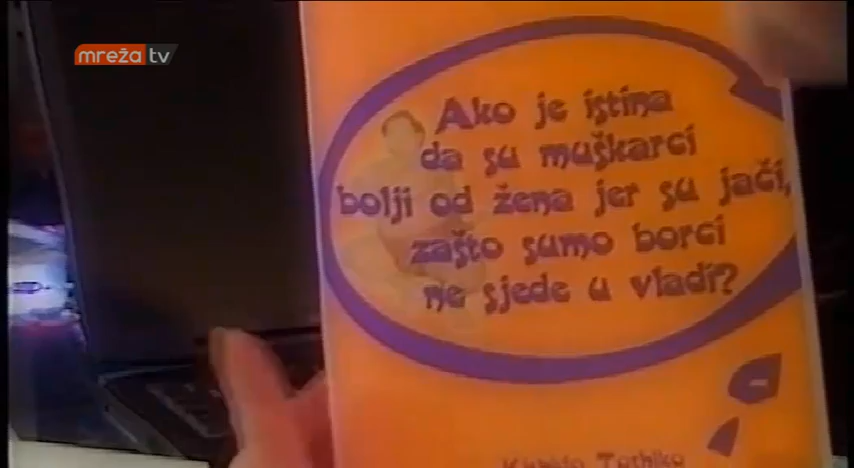 mreža tv
Ako je istina
da su muškarci
bolji od žena jer su jači,
zašto sumo borci
ne sjede u vladi?